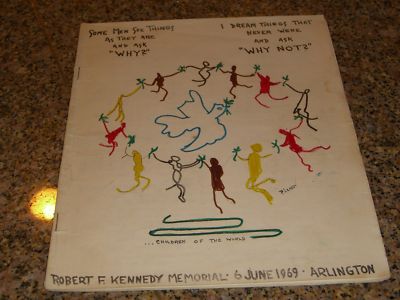 SOME MEN SEE THINGS
AS THEY ARE
AND ASK
"WHY?"
I DREAM THINGS THAT
NEVER WERE
AND ASK
"WHY NOT?"
...CHILDREN OF THE WORLD
ROBERT F. KENNEDY MEMORIAL · 6 JUNE 1969 · ARLINGTON